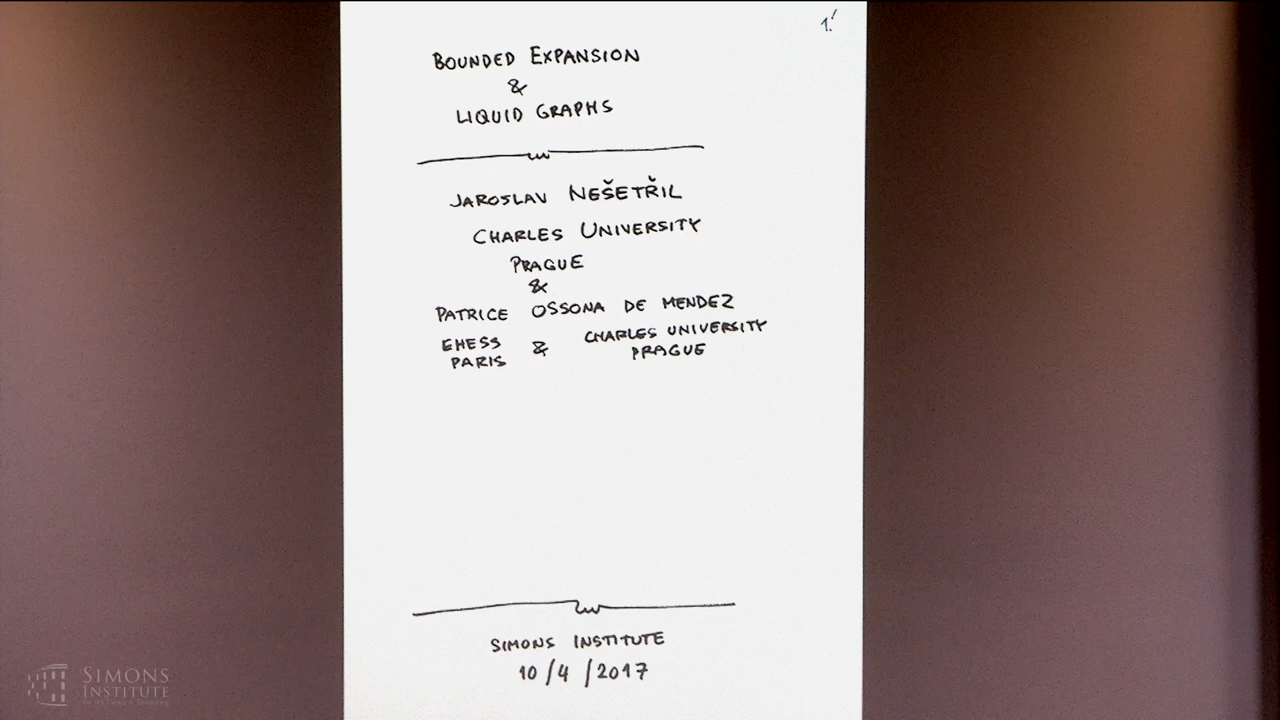 1.!
BOUNDED EXPANSION
&
LIQUID GRAPHS
JAROSLAV NEŠETŘIL
CHARLES UNIVERSITY
PRAGUE
&
PATRICE OSSONA DE MENDEZ
EHESS & CHARLES UNIVERSITY
PARIS PRAGUE
SIMONS INSTITUTE
10/4/2017
SIMONS
INSTITUTE